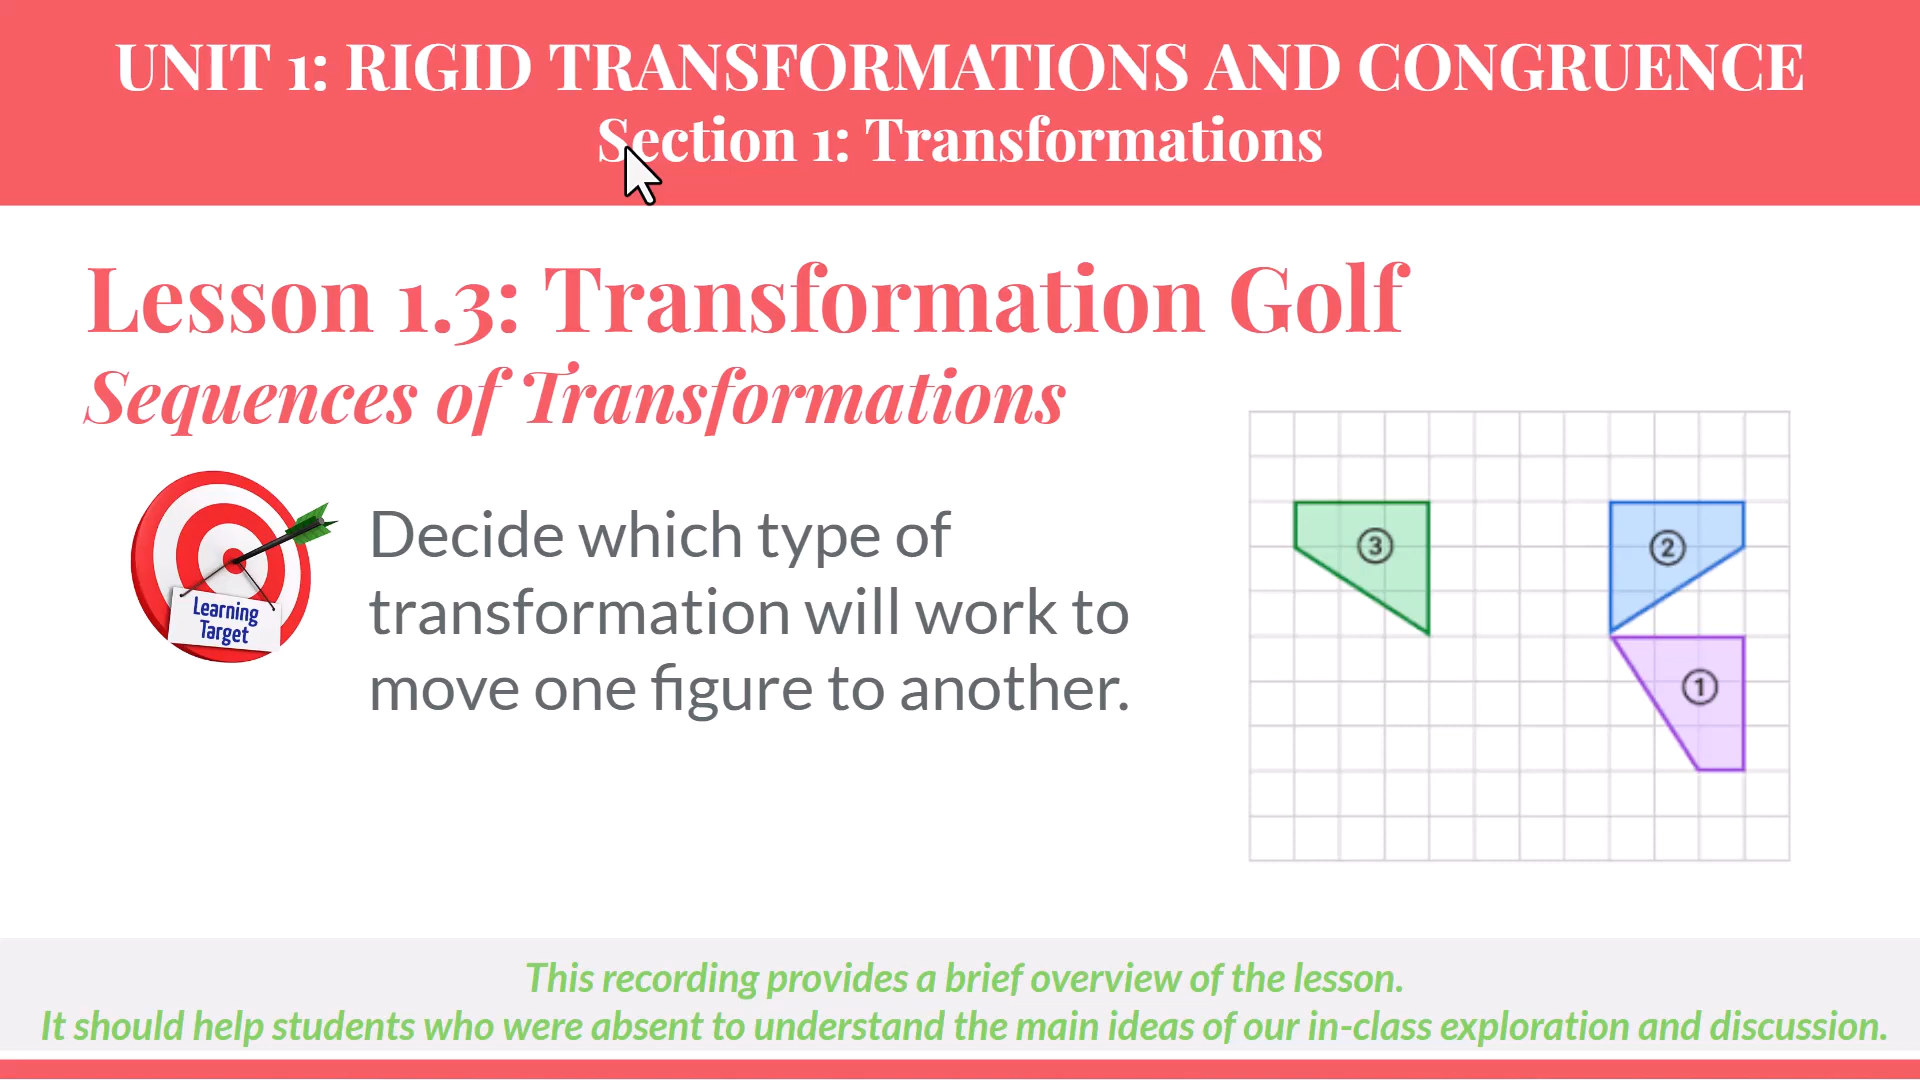 UNIT 1: RIGID TRANSFORMATIONS AND CONGRUENCE
Section 1: Transformations
Lesson 1.3: Transformation Golf
Sequences of Transformations
Learning
Target
Decide which type of
transformation will work to
move one figure to another.
3
2
1
This recording provides a brief overview of the lesson.
It should help students who were absent to understand the main ideas of our in-class exploration and discussion.